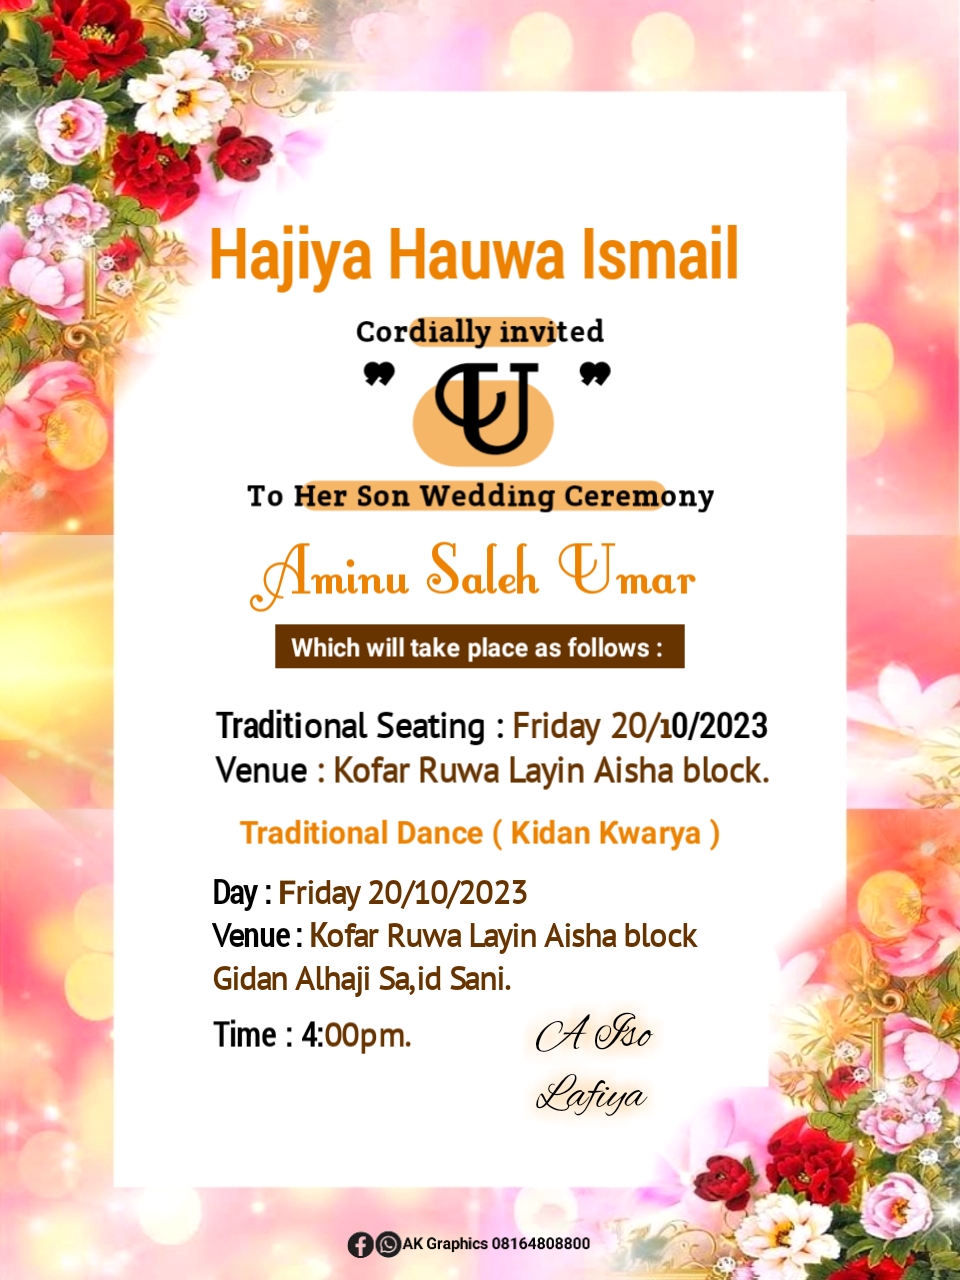 Hajiya Hauwa Ismail
Cordially invited
" U "
To Her Son Wedding Ceremony
Aminu Saleh Umar
Which will take place as follows :
Traditional Seating : Friday 20/10/2023
Venue : Kofar Ruwa Layin Aisha block.
Traditional Dance ( Kidan Kwarya )
Day : Friday 20/10/2023
Venue : Kofar Ruwa Layin Aisha block
Gidan Alhaji Sa,id Sani.
Time : 4:00pm.
A Iso
Lafiya
AK Graphics 08164808800